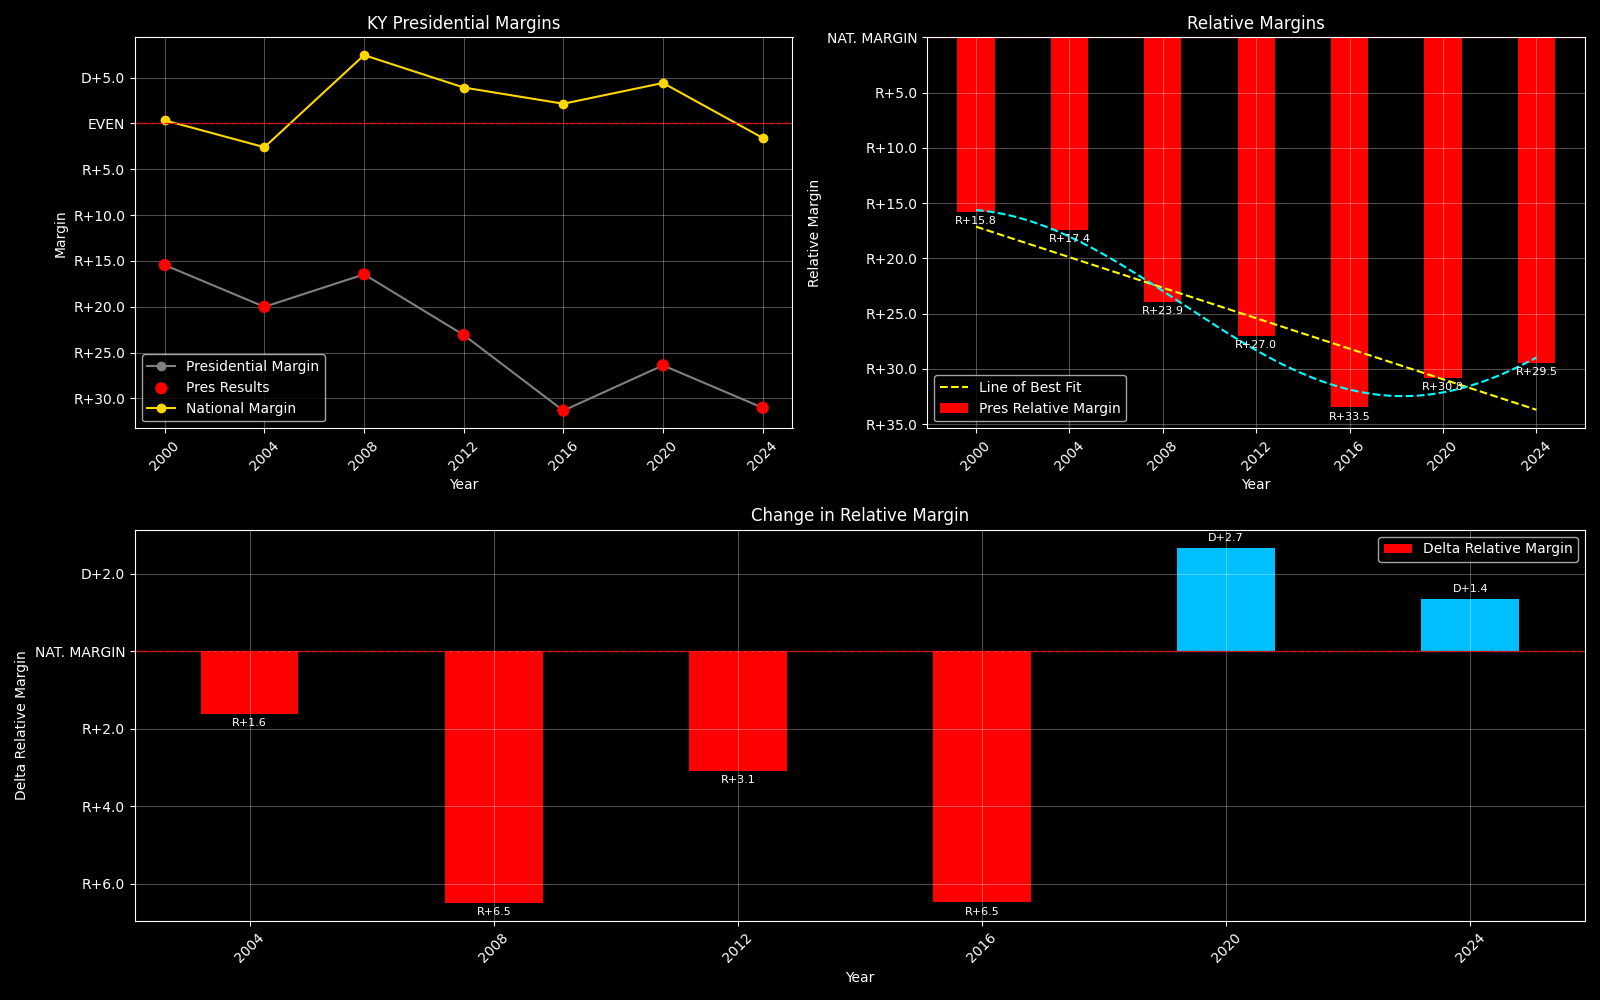 KY Presidential Margins
D+5.0
EVEN
R+5.0
R+10.0
R+15.0
R+20.0
R+25.0
R+30.0
Margin
Presidential Margin
Pres Results
National Margin
2000
2004
2008
2012
2016
2020
2024
Year
Relative Margins
NAT. MARGIN
R+5.0
R+10.0
R+15.0
R+20.0
R+25.0
R+30.0
R+35.0
Relative Margin
R+15.8
R+17.4
R+23.9
R+27.0
R+33.5
R+30.8
R+29.5
Line of Best Fit
Pres Relative Margin
2000
2004
2008
2012
2016
2020
2024
Year
Change in Relative Margin
D+2.0
NAT. MARGIN
R+2.0
R+4.0
R+6.0
Delta Relative Margin
Delta Relative Margin
R+1.6
R+6.5
R+3.1
R+6.5
D+2.7
D+1.4
2004
2008
2012
2016
2020
2024
Year